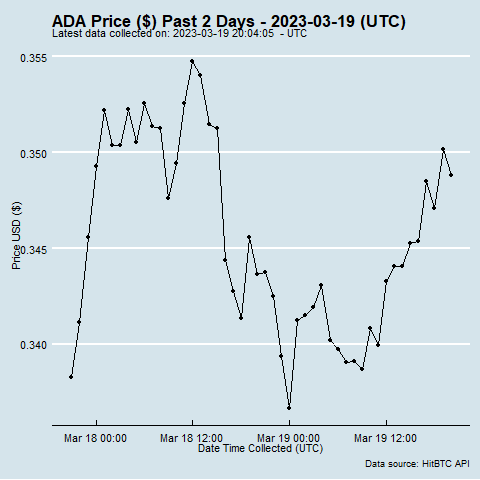 ADA Price ($) Past 2 Days - 2023-03-19 (UTC)
Latest data collected on: 2023-03-19 20:04:05 - UTC
0.355
0.350
0.345
0.340
Price USD ($)
Mar 18 00:00 Mar 18 12:00 Mar 19 00:00 Mar 19 12:00
Date Time Collected (UTC)
Data source: HitBTC API